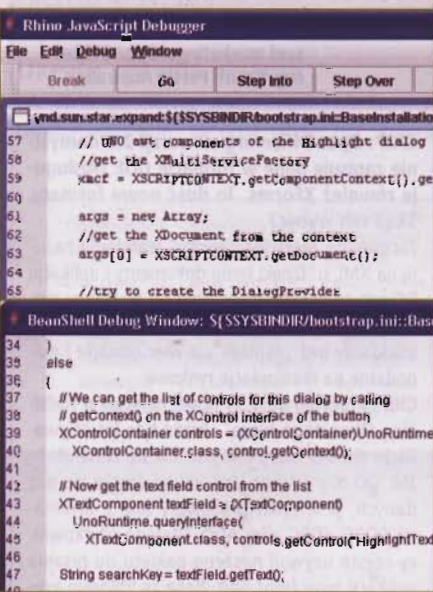 Rhino JavaScript Debugger
File Edit Debug Window
Break Go Step Into Step Over
vnd.sun.star.expand:${$SYSBINDIR/bootstrap.ini::BaseInstallatio
57 // UNO awt components of the Highlight dialog
58 //get the XMultiServiceFactory
59 xmcf = XSCRIPTCONTEXT.getComponentContext().ge
60
61 args = new Array;
62 //get the XDocument from the context
63 args[0] = XSCRIPTCONTEXT.getDocument();
64
65 //try to create the DialogProvider
BeanShell Debug Window: ${$SYSBINDIR/bootstrap.ini::Base
34 }
35 else
36 {
37 // We can get the list of controls for this dialog by calling
38 // getContext() on the XControl interface of the button
39 XControlContainer controls = (XControlContainer)UnoRuntime
40 XControlContainer.class, control.getContext());
41
42 // Now get the text field control from the list
43 XTextComponent textField = (XTextComponent)
44 UnoRuntime.queryInterface(
45 XTextComponent.class, controls.getControl("HighlightText
46
47 String searchKey = textField.getText();